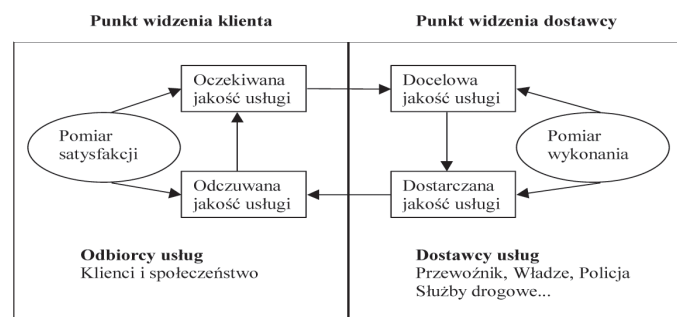 Punkt widzenia klienta
Punkt widzenia dostawcy
Oczekiwana
jakość usługi
Docelowa
jakość usługi
Pomiar
satysfakcji
Pomiar
wykonania
Odczuwana
jakość usługi
Dostarczana
jakość usługi
Odbiorcy usług
Klienci i społeczeństwo
Dostawcy usług
Przewoźnik, Władze, Policja
Służby drogowe...